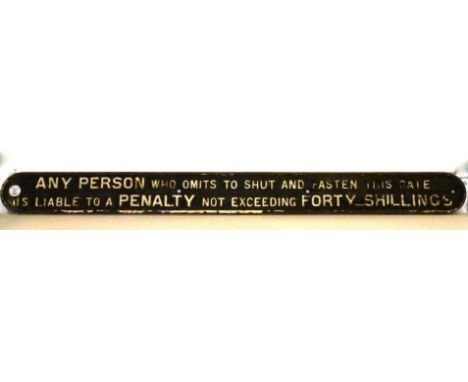 ANY PERSON WHO OMITS TO SHUT AND FASTEN THIS GATE
IS LIABLE TO A PENALTY NOT EXCEEDING FORTY SHILLINGS